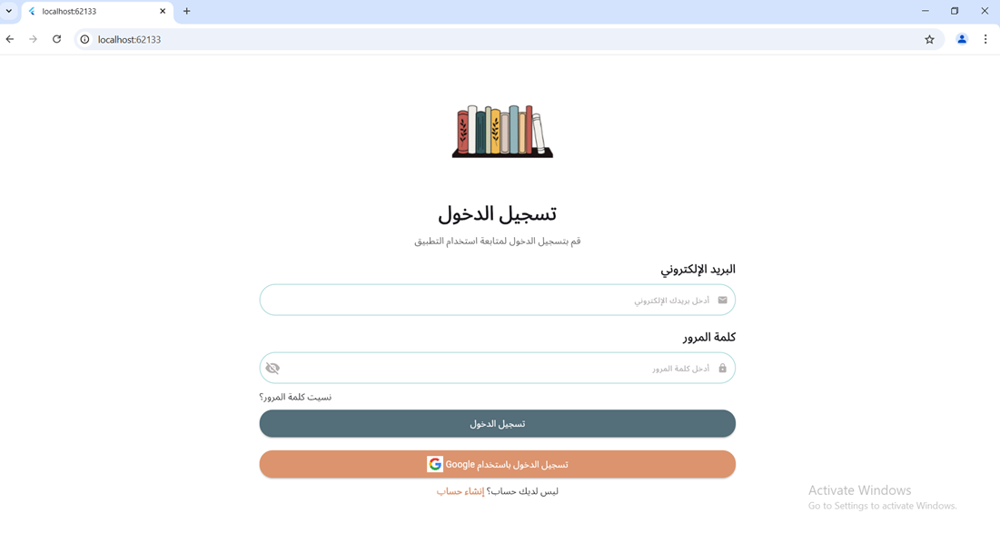 localhost:62133
localhost:62133
تسجيل الدخول
قم بتسجيل الدخول لمتابعة استخدام التطبيق
البريد الإلكتروني
أدخل بريدك الإلكتروني
كلمة المرور
أدخل كلمة المرور
نسيت كلمة المرور؟
تسجيل الدخول
تسجيل الدخول باستخدام Google
ليس لديك حساب؟ إنشاء حساب
Activate Windows
Go to Settings to activate Windows.